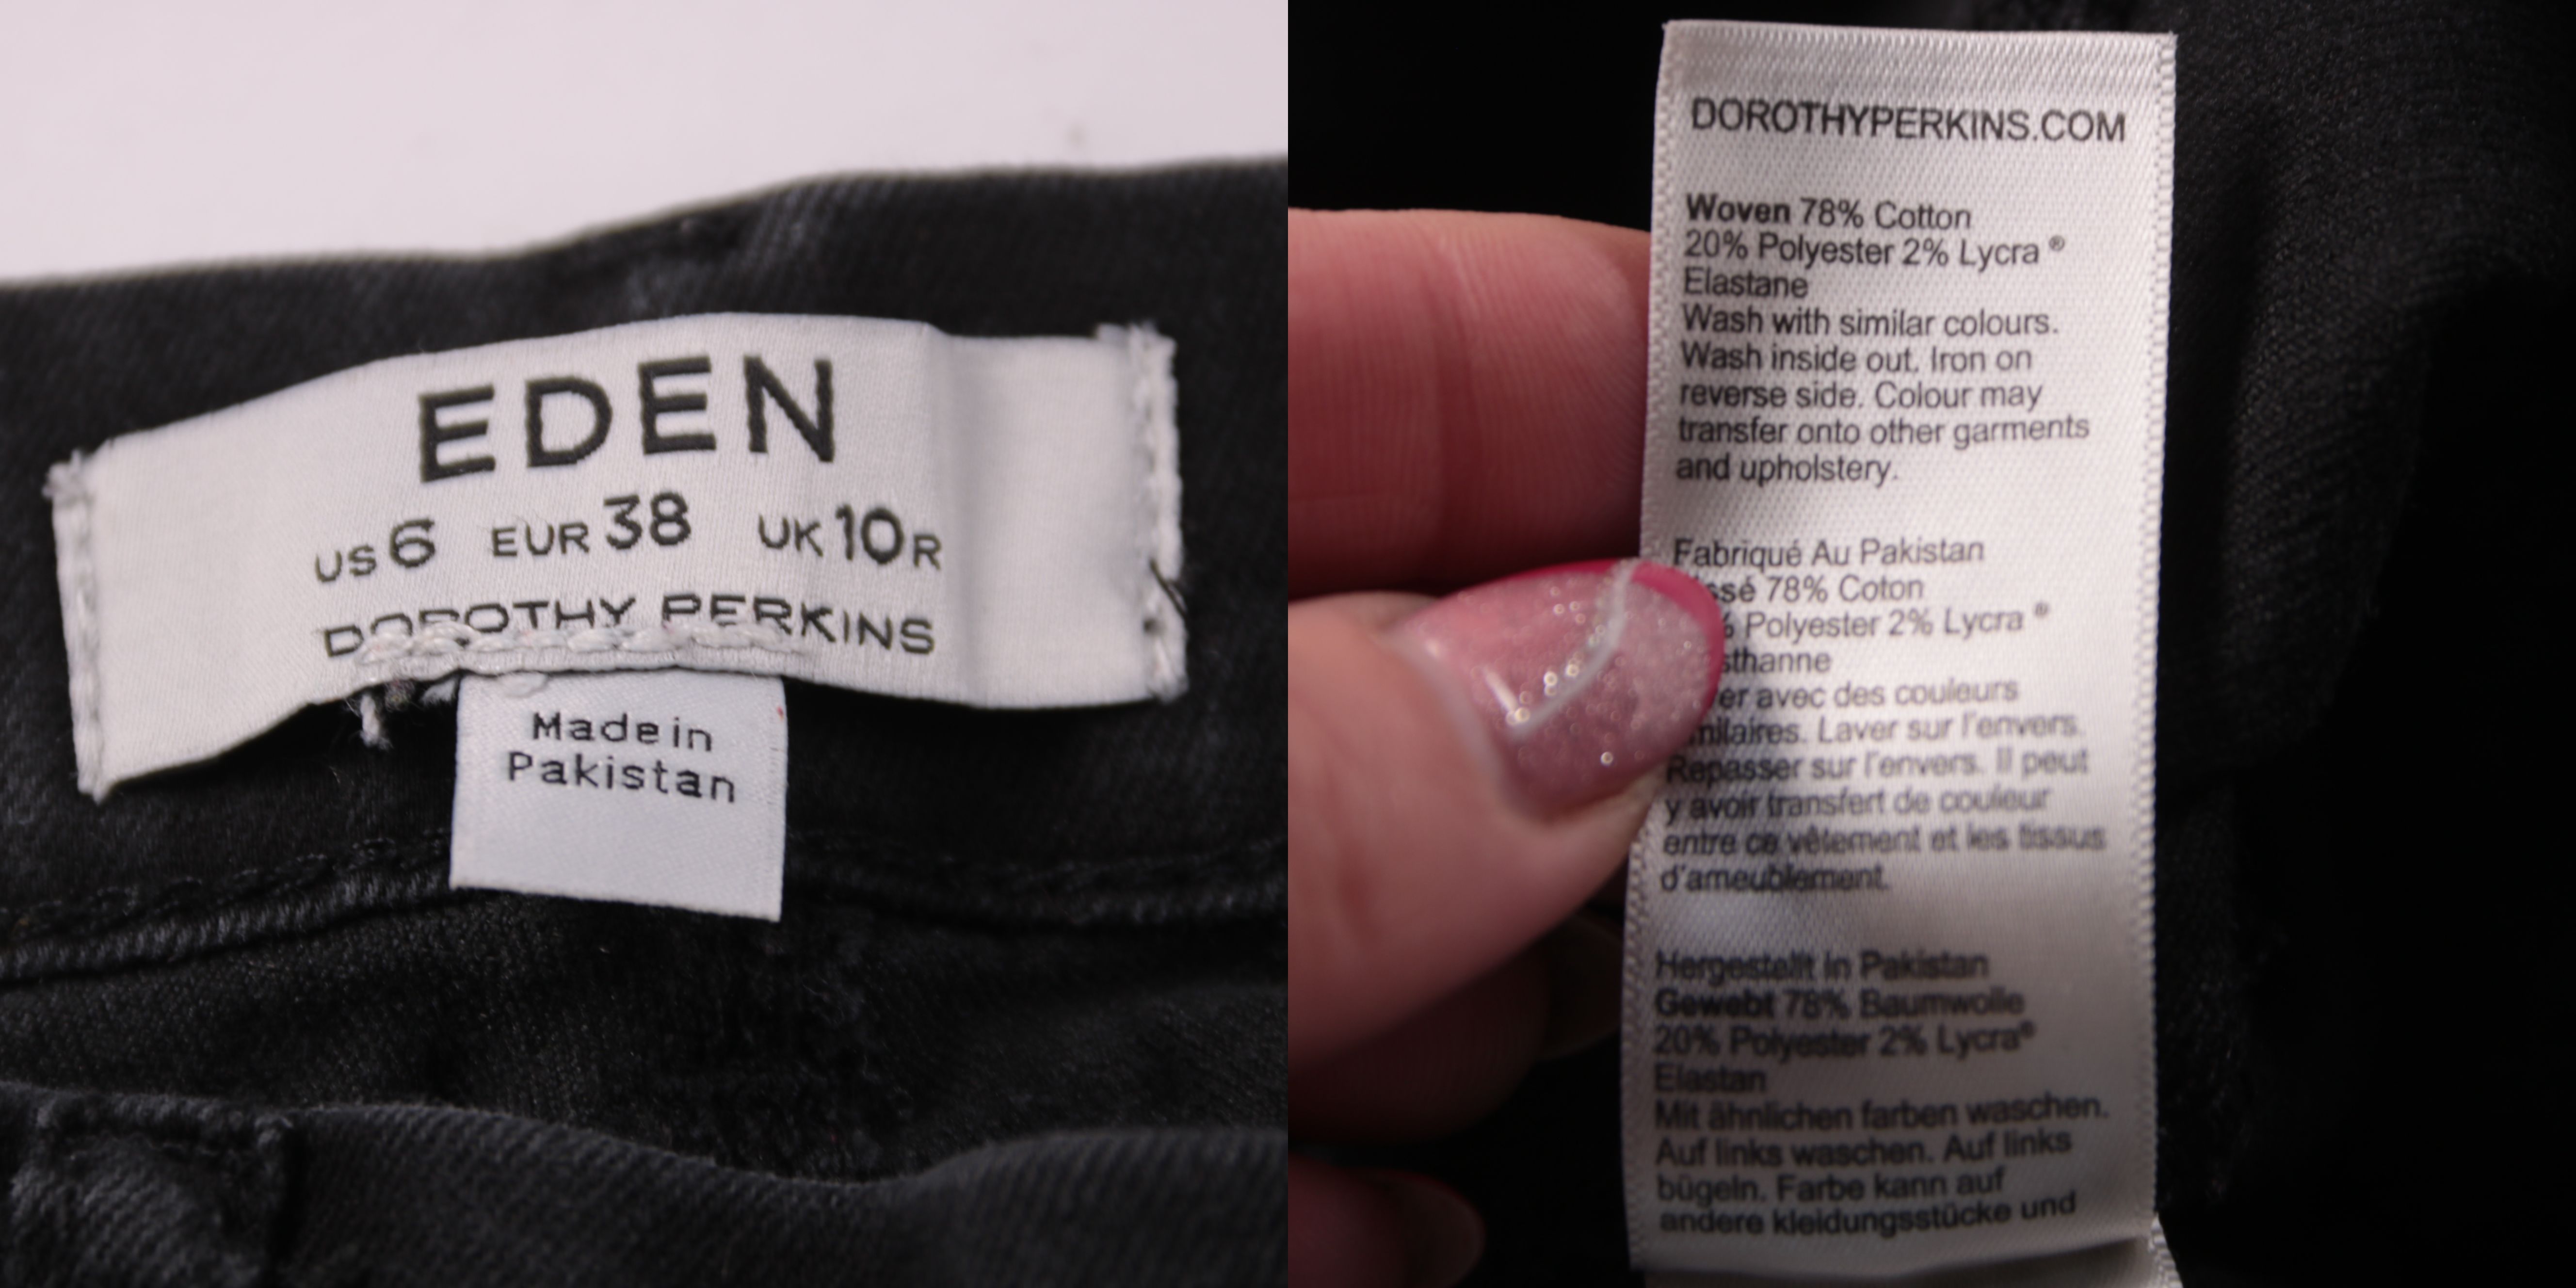 EDEN
US 6 EUR 38 UK 10R
DOROTHY PERKINS
Made in
Pakistan
DOROTHYPERKINS.COM
Woven 78% Cotton
20% Polyester 2% Lycra ®
Elastane
Wash with similar colours.
Wash inside out. Iron on
reverse side. Colour may
transfer onto other garments
and upholstery.
Fabriqué Au Pakistan
78% Coton
Polyester 2% Lycra ®
avec des couleurs
Laver sur l'envers.
Repasser sur l'envers. Il peut
y avoir transfert de couleur
entre ce vêtement et les tissus
d'ameublement.
Hergestellt In Pakistan
Gewebt 78% Baumwolle
20% Polyester 2% Lycra®
Elastan
Mit ähnlichen farben waschen.
Auf links waschen. Auf links
bügeln. Farbe kann auf
andere kleidungsstücke und